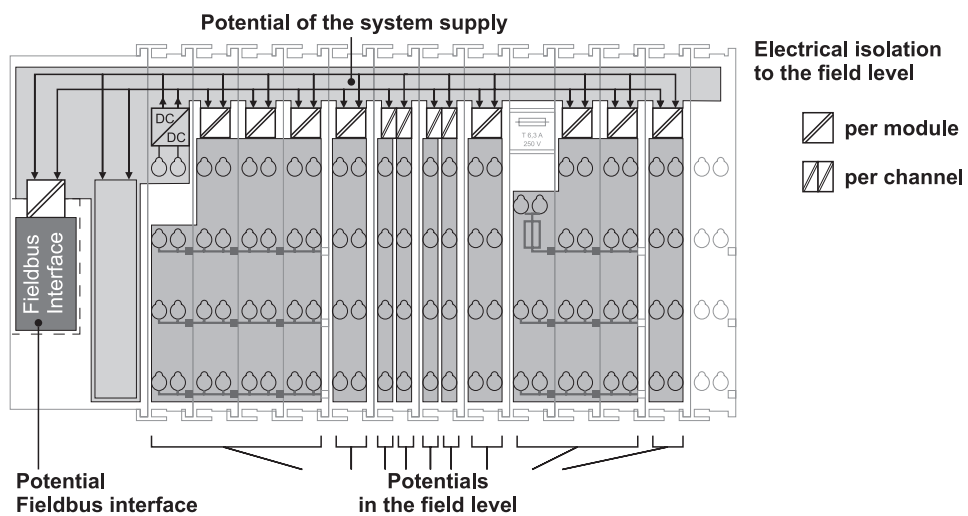 Potential of the system supply
Electrical isolation
to the field level
per module
per channel
DC
DC
T 6.3 A
250 V
Fieldbus
Interface
Potential
Fieldbus interface
Potentials
in the field level